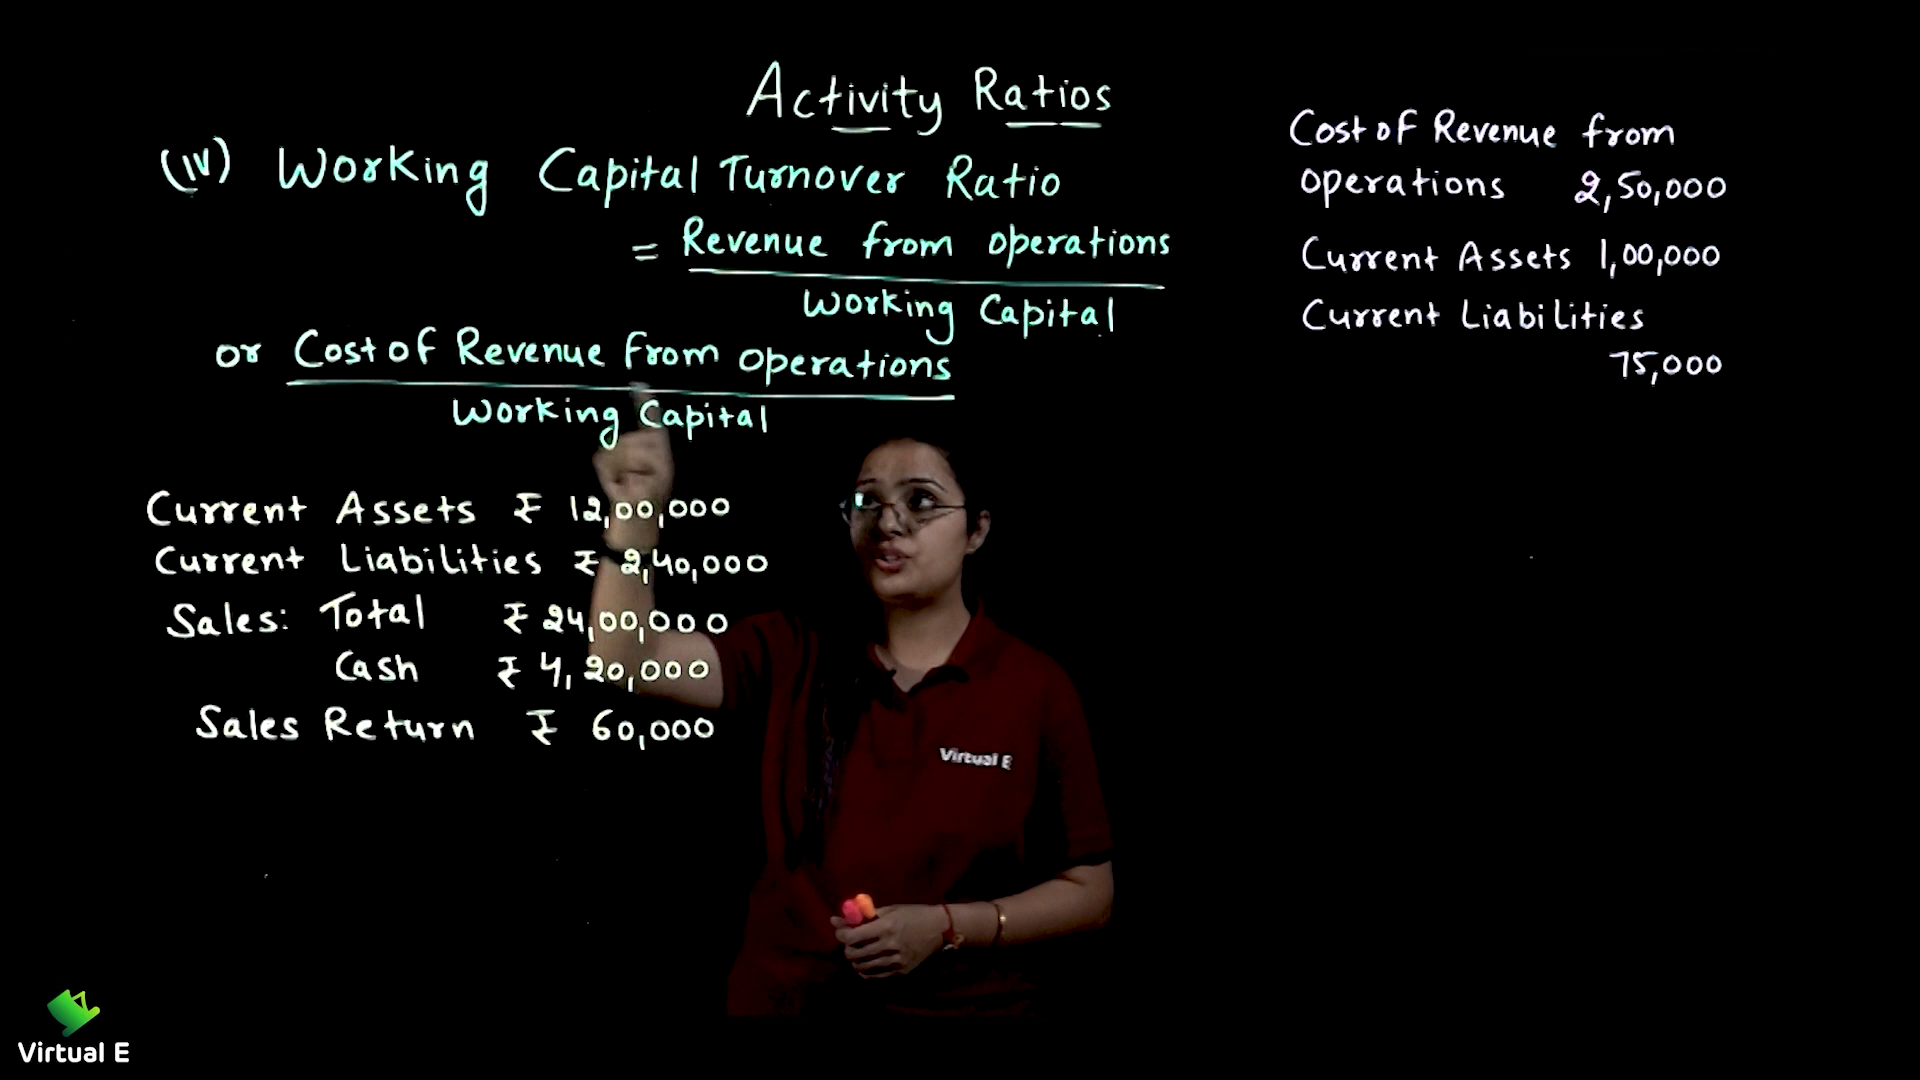 Activity Ratios
(IV) Working Capital Turnover Ratio
= Revenue from operations
Working Capital
or Cost of Revenue from operations
Working Capital
Current Assets ₹ 12,00,000
Current Liabilities ₹ 2,40,000
Sales: Total ₹ 24,00,000
Cash ₹ 4,20,000
Sales Return ₹ 60,000
Cost of Revenue from
operations 2,50,000
Current Assets 1,00,000
Current Liabilities
75,000
Virtual E
Virtual E